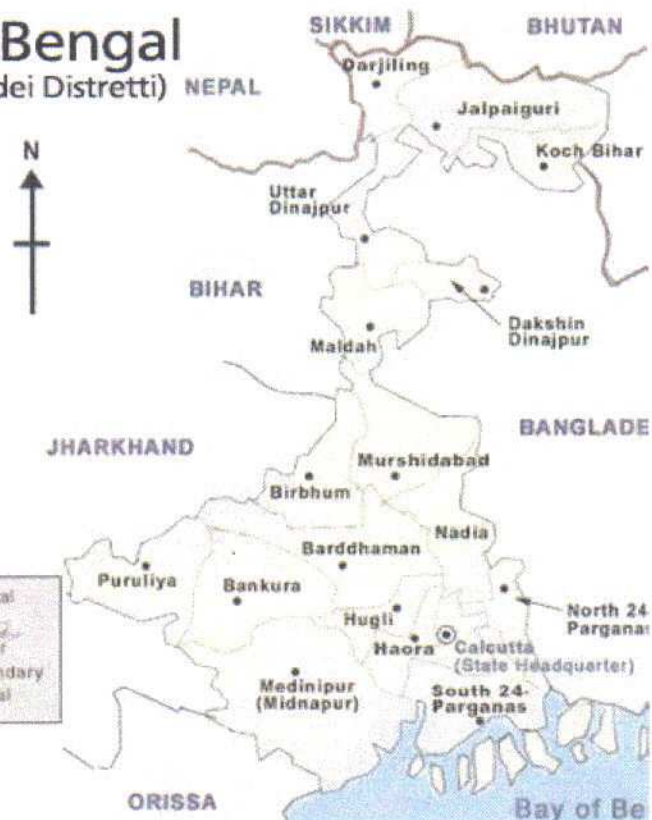 Bengal
dei Distretti)
SIKKIM
BHUTAN
NEPAL
Darjiling
Jalpaiguri
Koch Bihar
N
Uttar
Dinajpur
BIHAR
Dakshin
Dinajpur
Maldah
BANGLADE
JHARKHAND
Murshidabad
Birbhum
Nadia
Barddhaman
Puruliya
Bankura
North 24
Parganas
Hugli
Haora
Calcutta
(State Headquarter)
Medinipur
(Midnapur)
South 24-
Parganas
ndary
ORISSA
Bay of Be